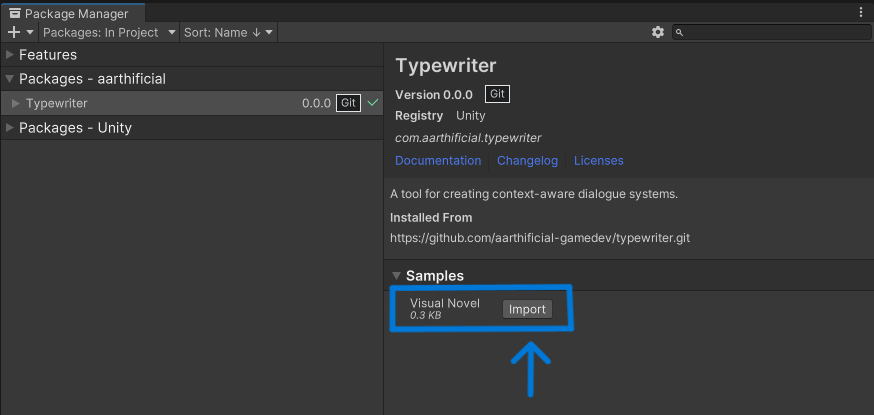 Package Manager
Packages: In Project
Sort: Name ↓
Features
Packages - aarthificial
Typewriter 0.0.0 Git
Packages - Unity
Typewriter
Version 0.0.0 Git
Registry Unity
com.aarthificial.typewriter
Documentation Changelog Licenses
A tool for creating context-aware dialogue systems.
Installed From
https://github.com/aarthificial-gamedev/typewriter.git
Samples
Visual Novel
0.3 KB
Import